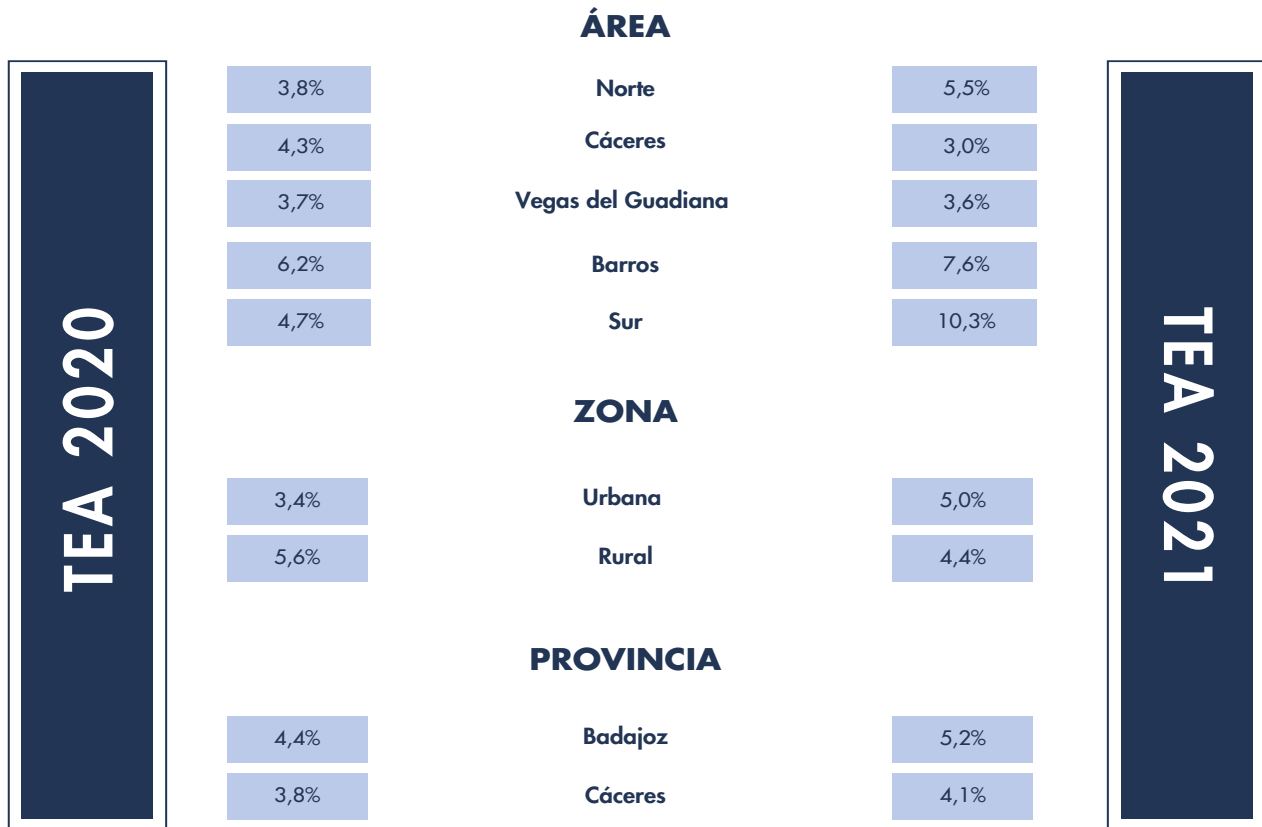 ÁREA
3,8% Norte 5,5%
4,3% Cáceres 3,0%
3,7% Vegas del Guadiana 3,6%
6,2% Barros 7,6%
4,7% Sur 10,3%
TEA 2020
TEA 2021
ZONA
3,4% Urbana 5,0%
5,6% Rural 4,4%
PROVINCIA
4,4% Badajoz 5,2%
3,8% Cáceres 4,1%